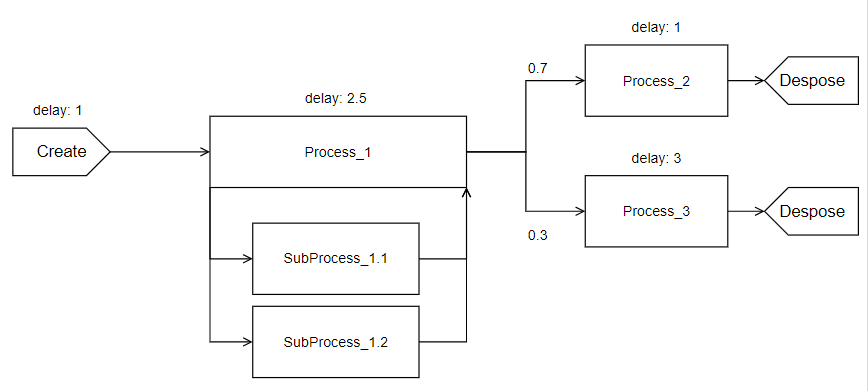 delay: 1
Create
delay: 2.5
Process_1
SubProcess_1.1
SubProcess_1.2
0.7
delay: 1
Process_2
Despose
0.3
delay: 3
Process_3
Despose